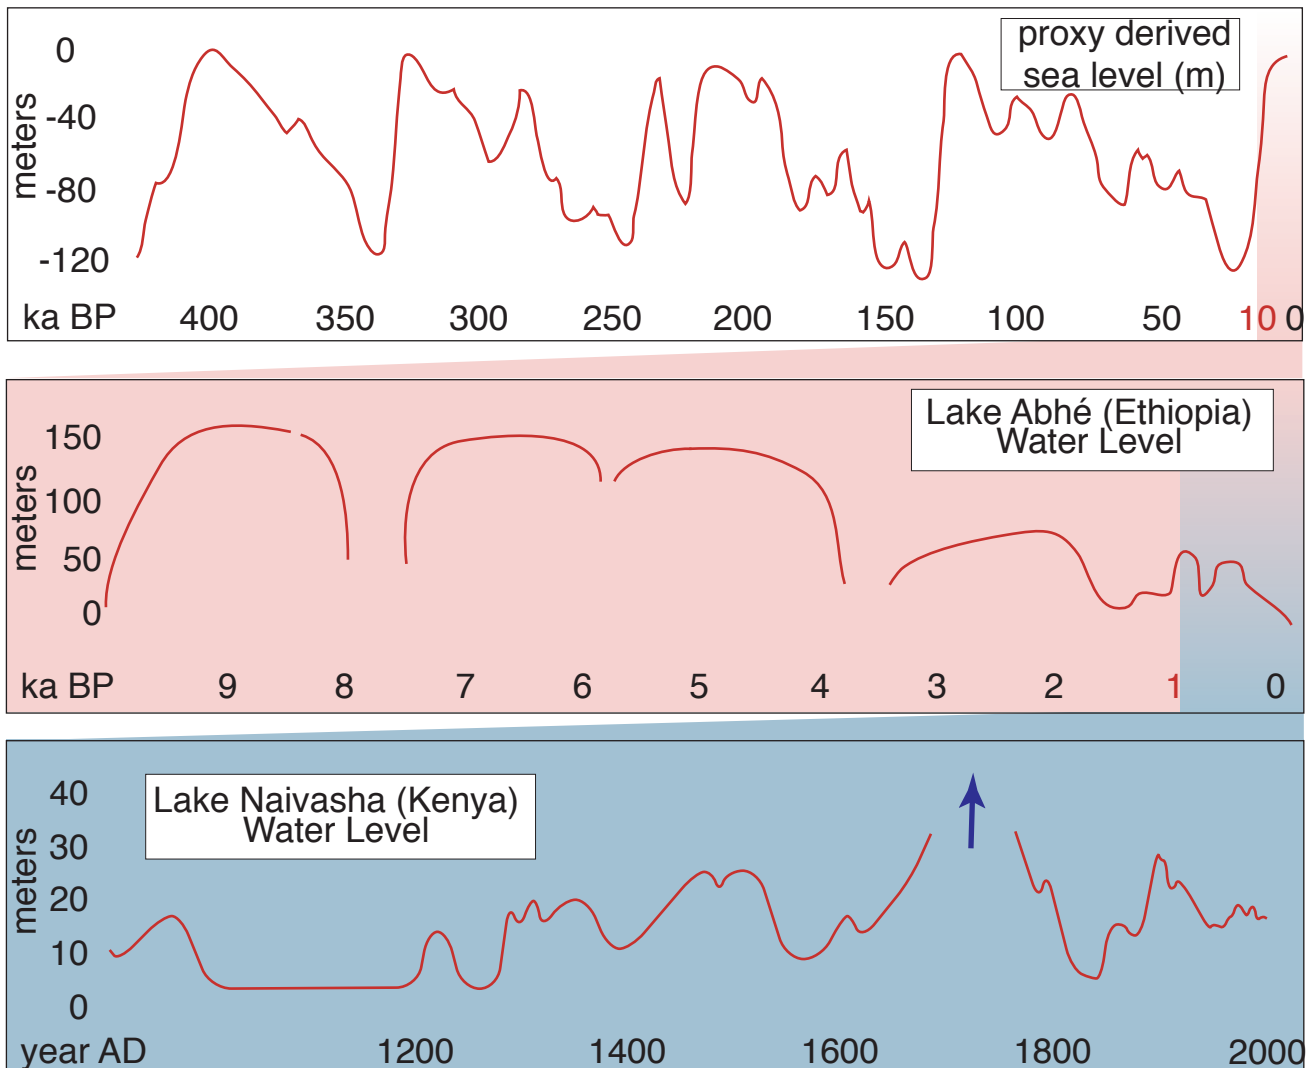 proxy derived
sea level (m)
meters
0
-40
-80
-120
ka BP 400 350 300 250 200 150 100 50 10 0
Lake Abhé (Ethiopia)
Water Level
meters
150
100
50
0
ka BP 9 8 7 6 5 4 3 2 1 0
Lake Naivasha (Kenya)
Water Level
meters
40
30
20
10
0
year AD 1200 1400 1600 1800 2000